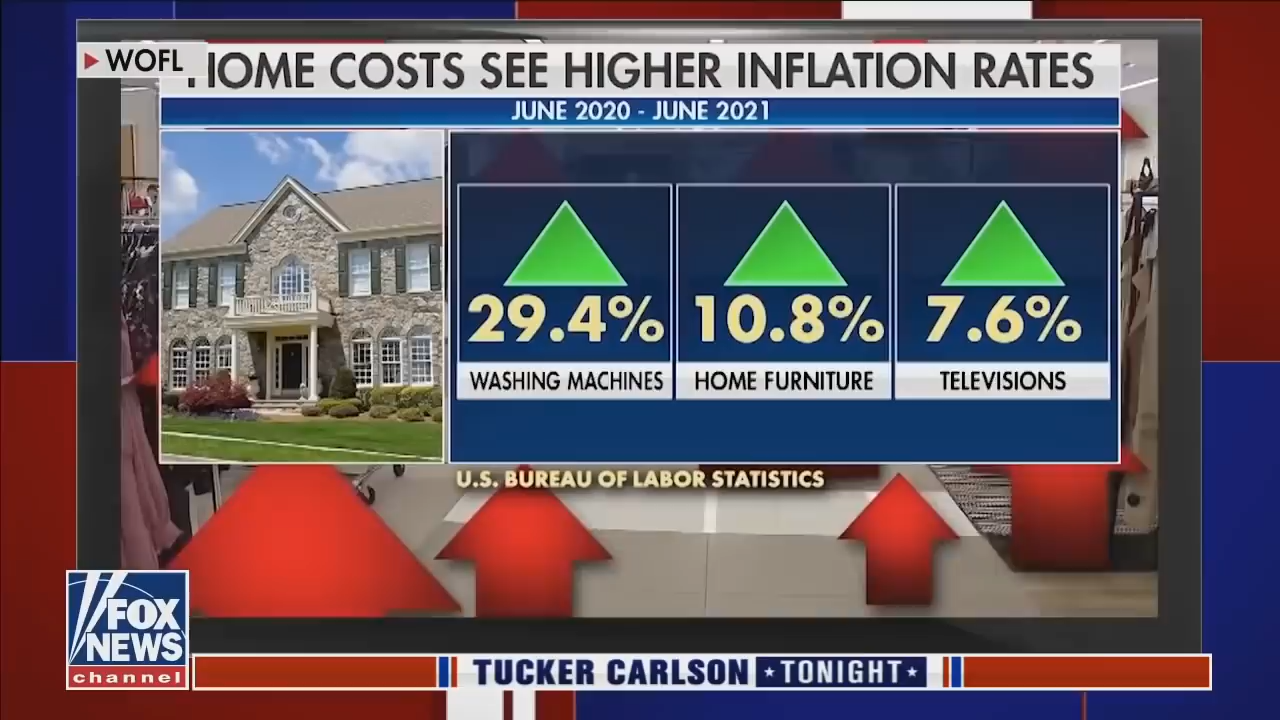 WOFL
HOME COSTS SEE HIGHER INFLATION RATES
JUNE 2020 - JUNE 2021
29.4% 10.8% 7.6%
WASHING MACHINES HOME FURNITURE TELEVISIONS
U.S. BUREAU OF LABOR STATISTICS
FOX
NEWS
channel
TUCKER CARLSON TONIGHT